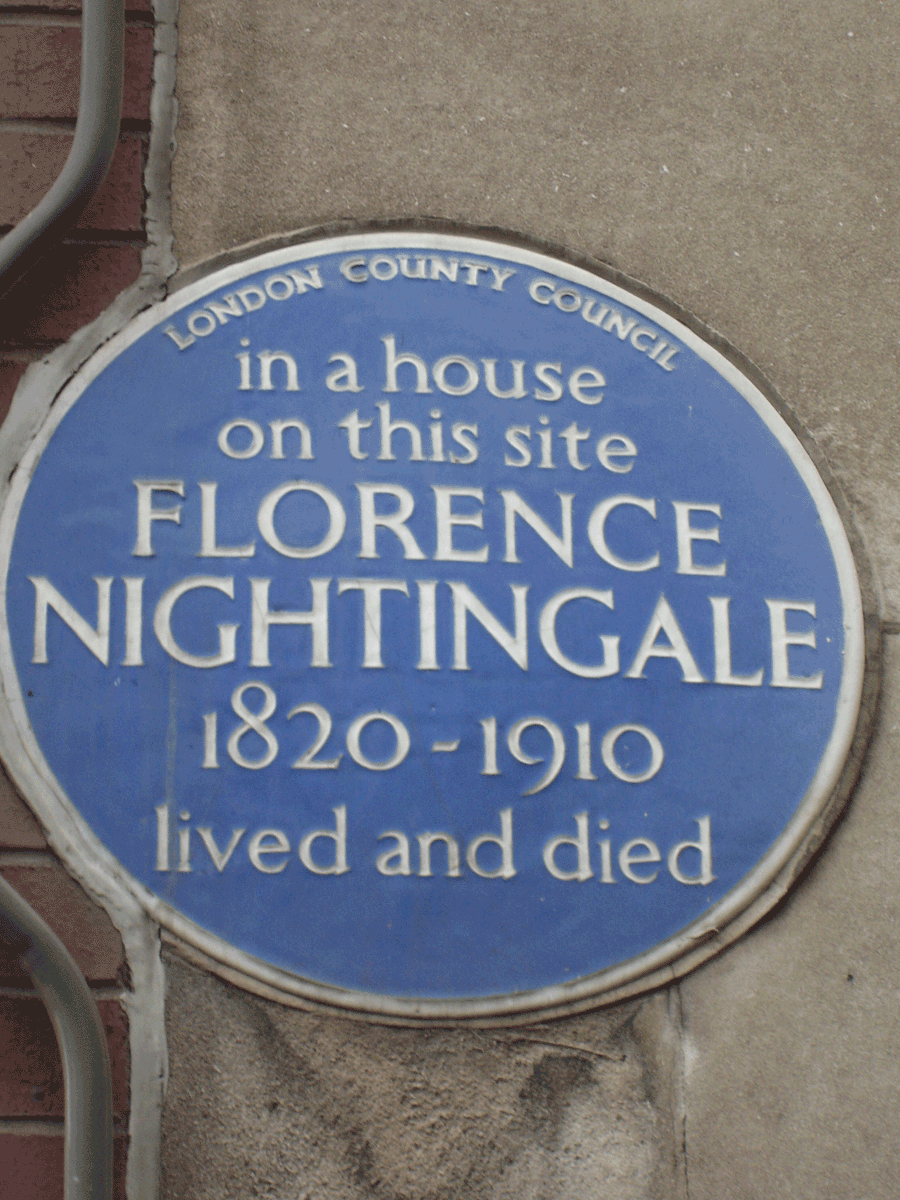 LONDON COUNTY COUNCIL
in a house
on this site
FLORENCE
NIGHTINGALE
1820-1910
lived and died